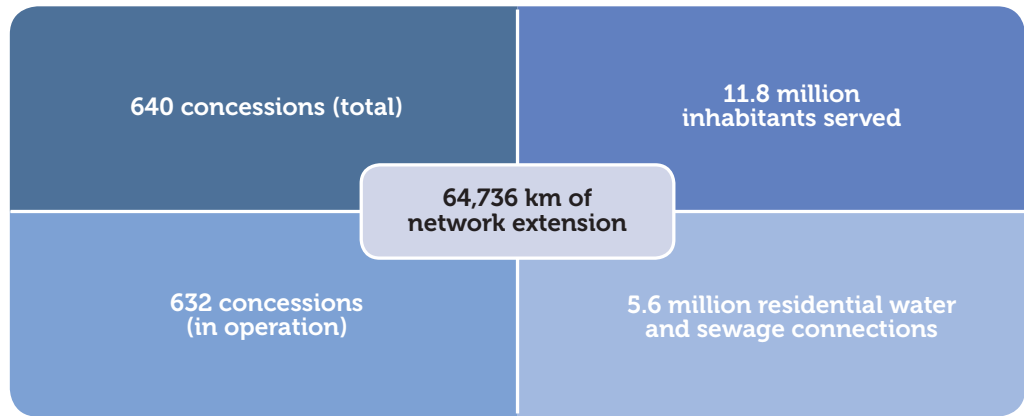 640 concessions (total)
11.8 million
inhabitants served
64,736 km of
network extension
632 concessions
(in operation)
5.6 million residential water
and sewage connections